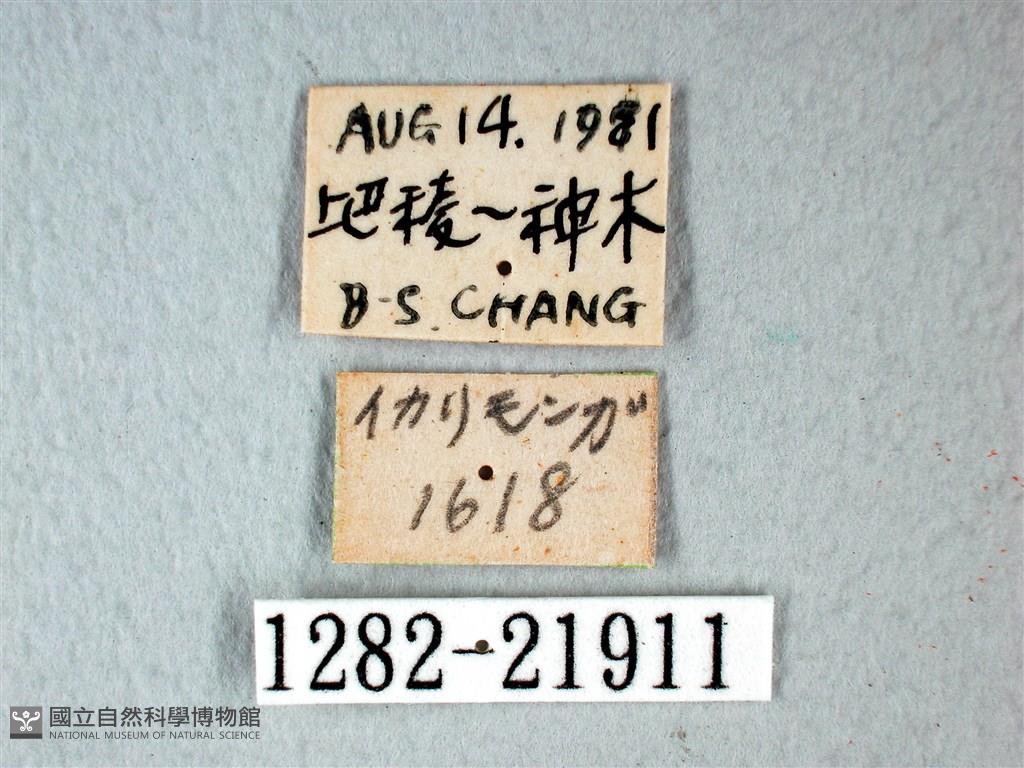 AUG 14. 1981
毗稜~神木
B-S. CHANG
イカリモンガ
1618
1282-21911
國立自然科學博物館
NATIONAL MUSEUM OF NATURAL SCIENCE